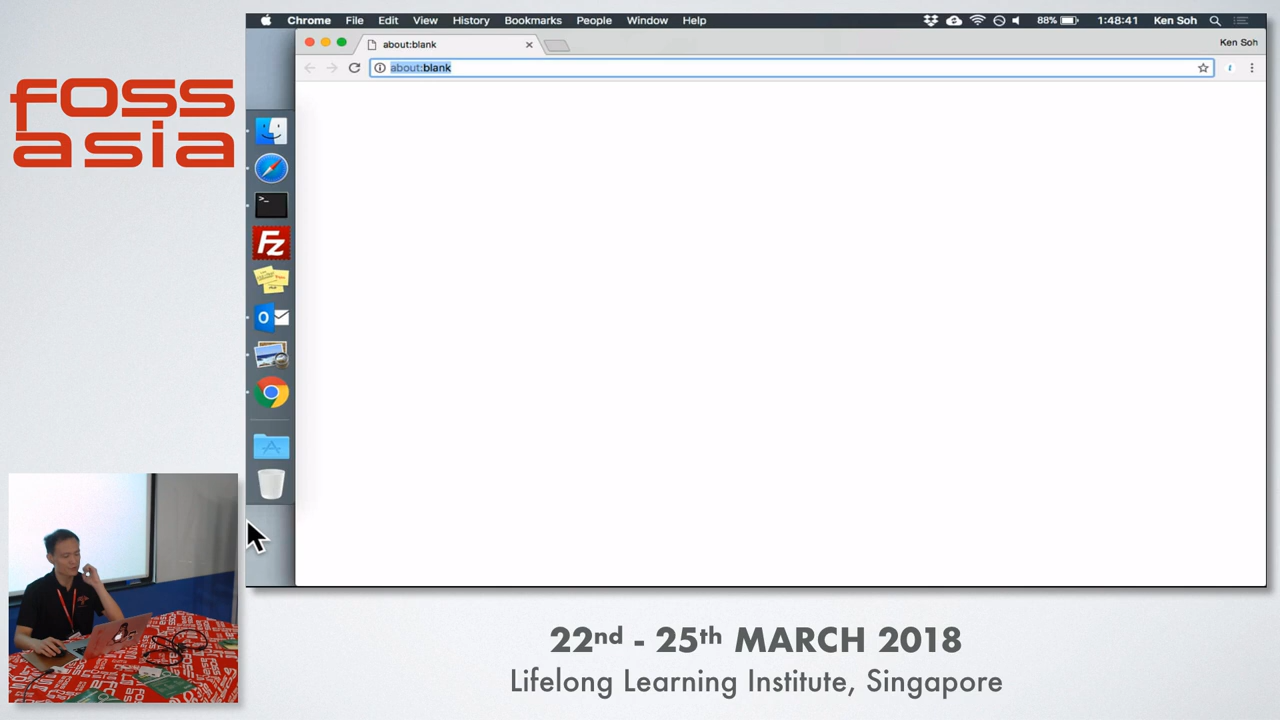 foss
asia
Chrome File Edit View History Bookmarks People Window Help 88% 1:48:41 Ken Soh
about:blank
Ken Soh
about:blank
>_
FZ
22nd - 25th MARCH 2018
Lifelong Learning Institute, Singapore